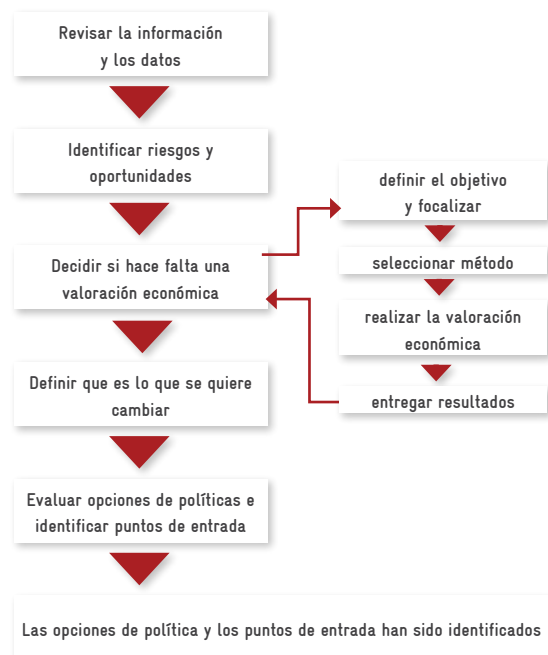 Revisar la información
y los datos
Identificar riesgos y
oportunidades
Decidir si hace falta una
valoración económica
definir el objetivo
y focalizar
seleccionar método
realizar la valoración
económica
entregar resultados
Definir que es lo que se quiere
cambiar
Evaluar opciones de políticas e
identificar puntos de entrada
Las opciones de política y los puntos de entrada han sido identificados